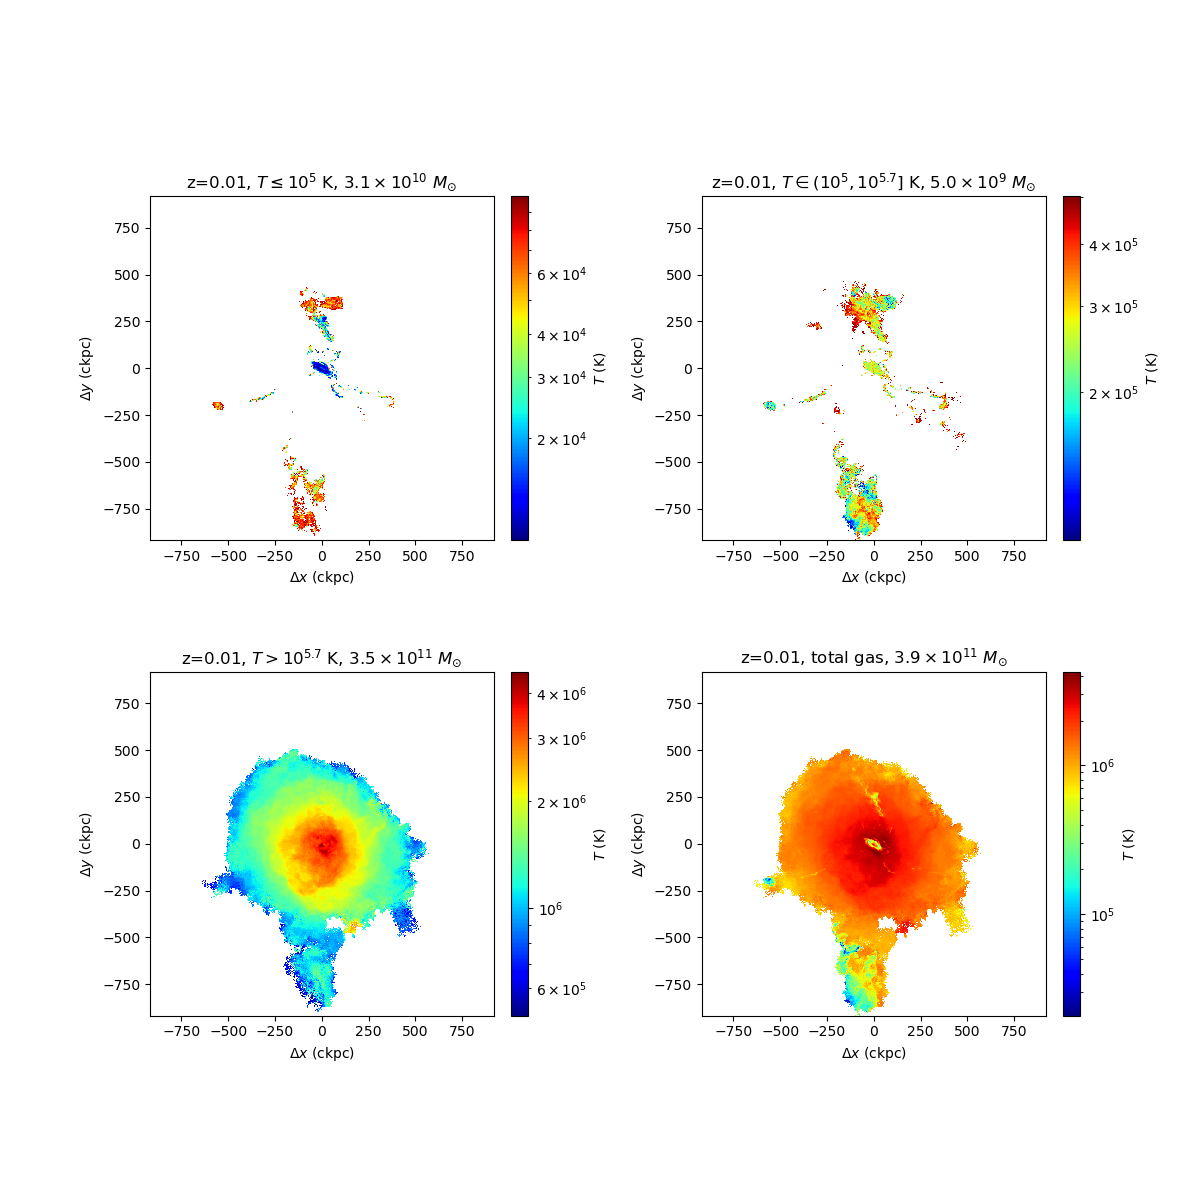 z=0.01, T ≤ 10^5 K, 3.1 × 10^10 M⊙
Δy (ckpc)
750
500
250
0
−250
−500
−750
−750 −500 −250 0 250 500 750
Δx (ckpc)
6 × 10^4
4 × 10^4
3 × 10^4
2 × 10^4
T (K)
z=0.01, T ∈ (10^5, 10^5.7] K, 5.0 × 10^9 M⊙
Δy (ckpc)
750
500
250
0
−250
−500
−750
−750 −500 −250 0 250 500 750
Δx (ckpc)
4 × 10^5
3 × 10^5
2 × 10^5
T (K)
z=0.01, T > 10^5.7 K, 3.5 × 10^11 M⊙
Δy (ckpc)
750
500
250
0
−250
−500
−750
−750 −500 −250 0 250 500 750
Δx (ckpc)
4 × 10^6
3 × 10^6
2 × 10^6
10^6
6 × 10^5
T (K)
z=0.01, total gas, 3.9 × 10^11 M⊙
Δy (ckpc)
750
500
250
0
−250
−500
−750
−750 −500 −250 0 250 500 750
Δx (ckpc)
10^6
10^5
T (K)